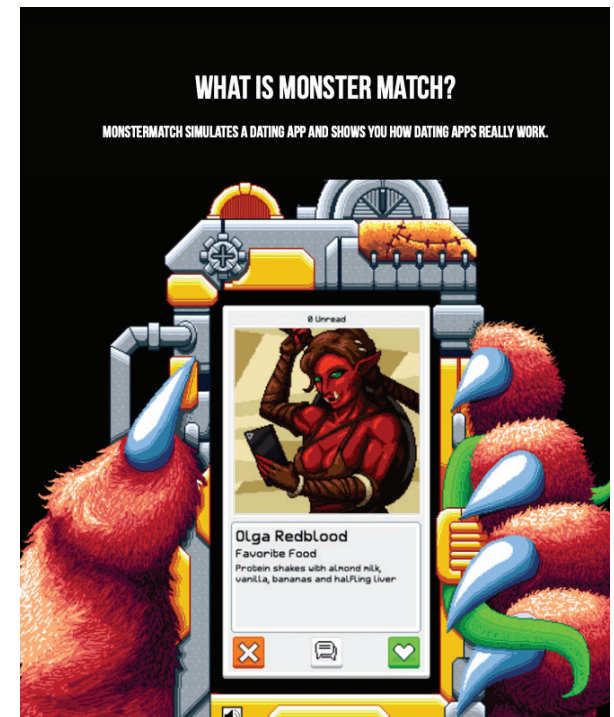 WHAT IS MONSTER MATCH?
MONSTERMATCH SIMULATES A DATING APP AND SHOWS YOU HOW DATING APPS REALLY WORK.
0 Unread
Olga Redblood
Favorite Food
Protein shakes with almond milk,
vanilla, bananas and halfling liver